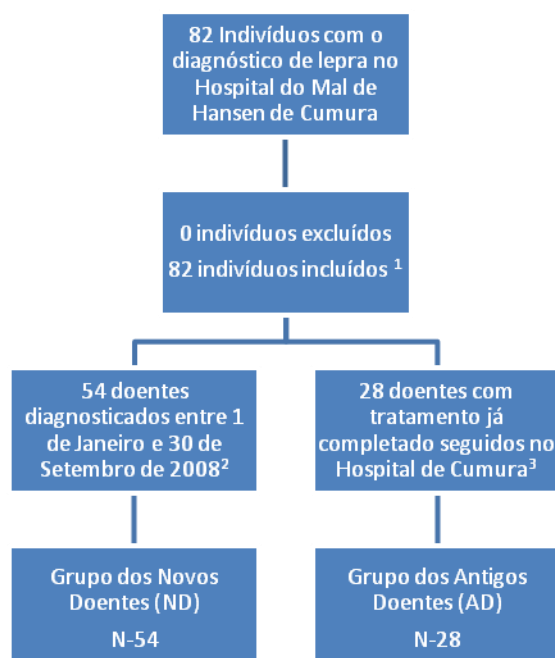 82 Indivíduos com o
diagnóstico de lepra no
Hospital do Mal de
Hansen de Cumura
0 indivíduos excluídos
82 indivíduos incluídos ¹
54 doentes
diagnosticados entre 1
de Janeiro e 30 de
Setembro de 2008²
28 doentes com
tratamento já
completado seguidos no
Hospital de Cumura³
Grupo dos Novos
Doentes (ND)
N-54
Grupo dos Antigos
Doentes (AD)
N-28